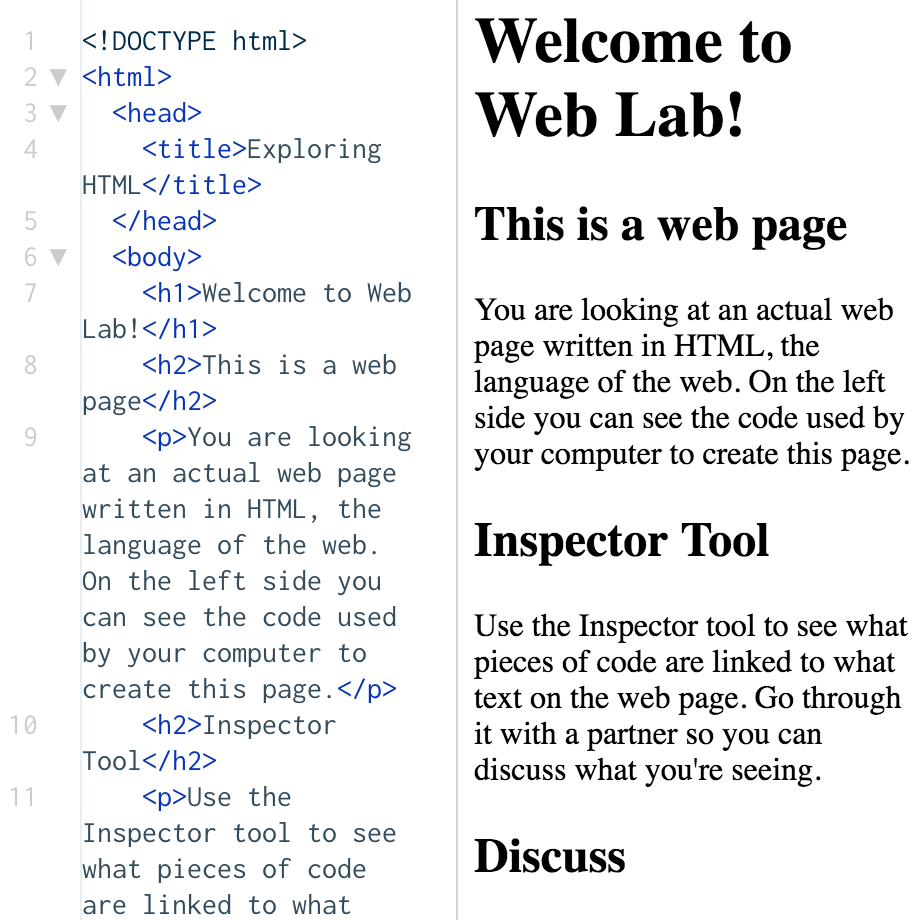 1 <!DOCTYPE html>
2 ▼ <html>
3 ▼ <head>
4 <title>Exploring
HTML</title>
5 </head>
6 ▼ <body>
7 <h1>Welcome to Web
Lab!</h1>
8 <h2>This is a web
page</h2>
9 <p>You are looking
at an actual web page
written in HTML, the
language of the web.
On the left side you
can see the code used
by your computer to
create this page.</p>
10 <h2>Inspector
Tool</h2>
11 <p>Use the
Inspector tool to see
what pieces of code
are linked to what
Welcome to
Web Lab!
This is a web page
You are looking at an actual web
page written in HTML, the
language of the web. On the left
side you can see the code used by
your computer to create this page.
Inspector Tool
Use the Inspector tool to see what
pieces of code are linked to what
text on the web page. Go through
it with a partner so you can
discuss what you're seeing.
Discuss